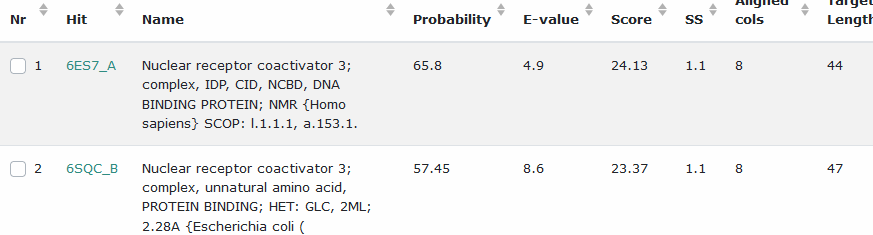 Nr Hit Name Probability E-value Score SS Aligned cols Target Length
1 6ES7_A Nuclear receptor coactivator 3; 65.8 4.9 24.13 1.1 8 44
complex, IDP, CID, NCBD, DNA
BINDING PROTEIN; NMR {Homo
sapiens} SCOP: l.1.1.1, a.153.1.
2 6SQC_B Nuclear receptor coactivator 3; 57.45 8.6 23.37 1.1 8 47
complex, unnatural amino acid,
PROTEIN BINDING; HET: GLC, 2ML;
2.28A {Escherichia coli (